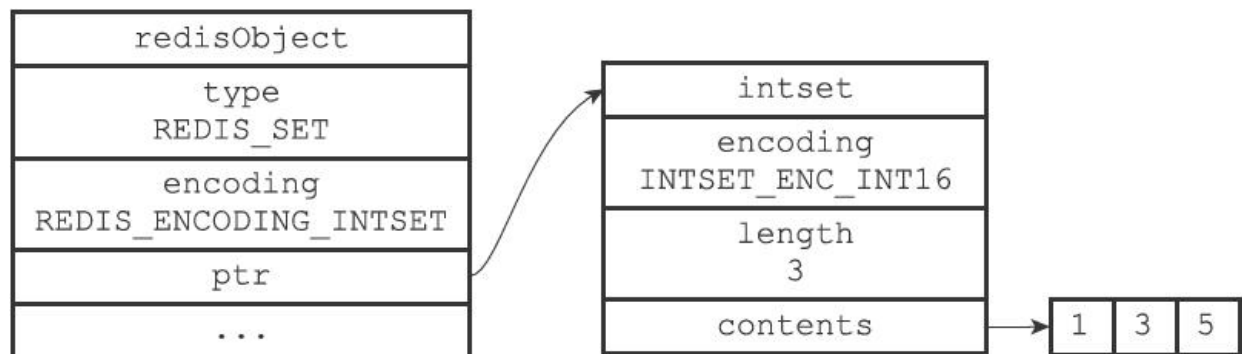 redisObject
type
REDIS_SET
encoding
REDIS_ENCODING_INTSET
ptr
...
intset
encoding
INTSET_ENC_INT16
length
3
contents
1 3 5